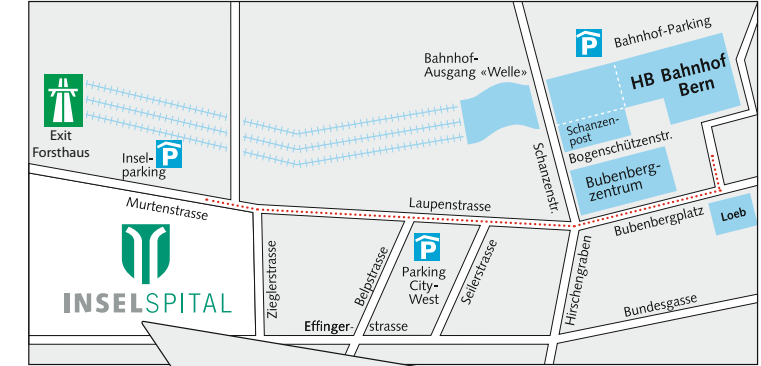 Bahnhof-Parking
P
HB Bahnhof
Bern
Bahnhof-
Ausgang «Welle»
Exit
Forsthaus
Insel-
parking
P
Schanzen-
post
Bogenschützenstr.
Bubenberg-
zentrum
Schanzenstr.
Murtenstrasse
Laupenstrasse
Bubenbergplatz
Loeb
INSELSPITAL
Zieglerstrasse
Belpstrasse
P
Parking
City-
West
Seilerstrasse
Hirschengraben
Bundesgasse
Effinger- strasse